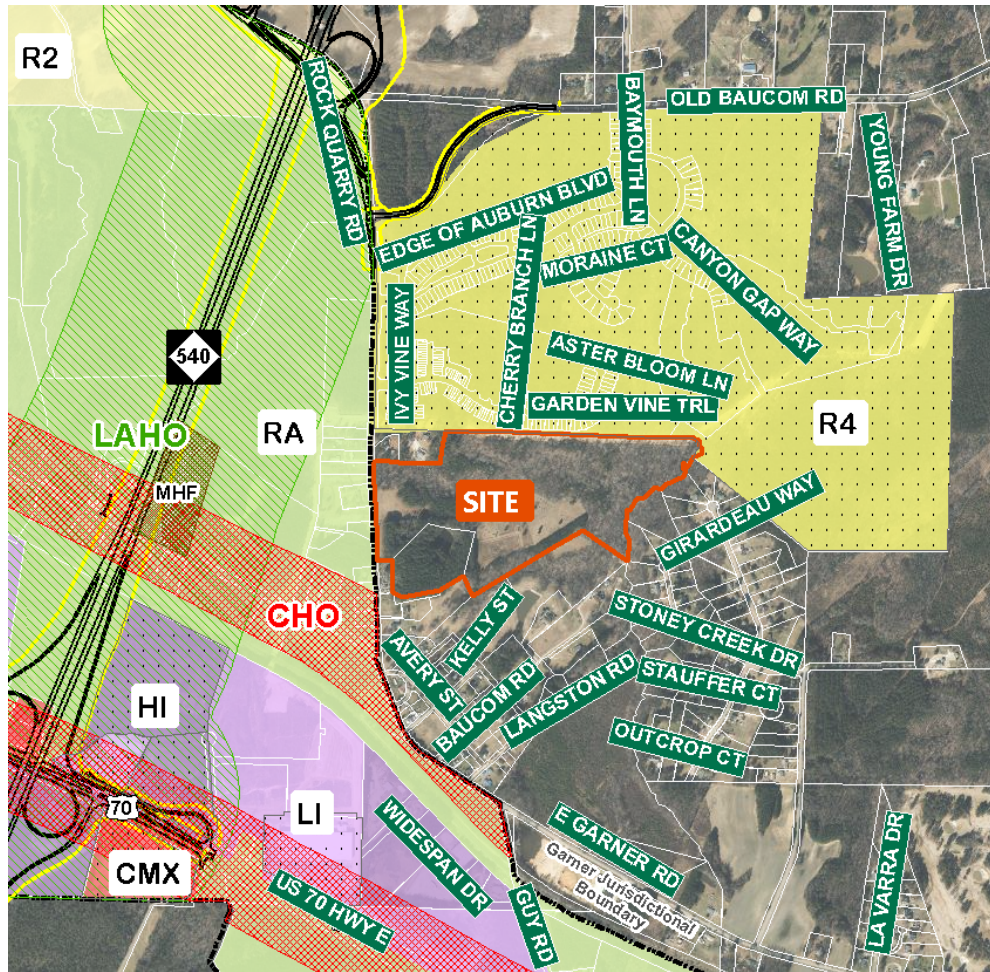 R2
ROCK QUARRY RD
BAYMOUTH LN
OLD BAUCOM RD
YOUNG FARM DR
EDGE OF AUBURN BLVD
CHERRY BRANCH LN
MORAINE CT
CANYON GAP WAY
IVY VINE WAY
540
ASTER BLOOM LN
GARDEN VINE TRL
LAHO
RA
R4
MHF
SITE
GIRARDEAU WAY
CHO
KELLY ST
STONEY CREEK DR
AVERY ST
BAUCOM RD
LANGSTON RD
STAUFFER CT
HI
OUTCROP CT
70
LI
WIDESPAN DR
E GARNER RD
Garner Jurisdictional
Boundary
LA VARRA DR
CMX
US 70 HWY E
GUY RD